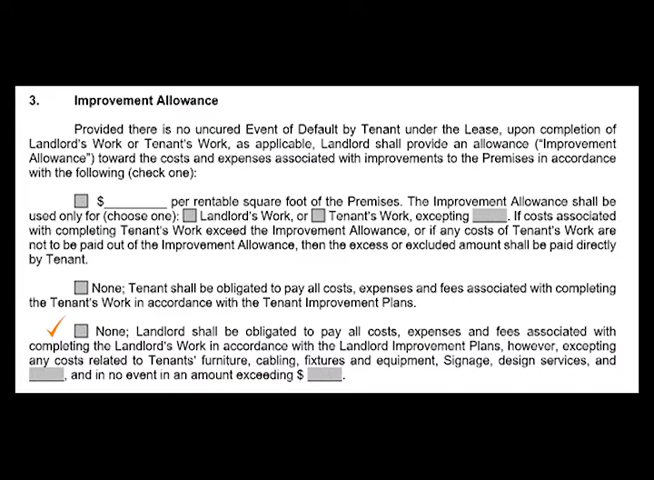 3. Improvement Allowance
Provided there is no uncured Event of Default by Tenant under the Lease, upon completion of
Landlord's Work or Tenant's Work, as applicable, Landlord shall provide an allowance ("Improvement
Allowance") toward the costs and expenses associated with improvements to the Premises in accordance
with the following (check one):
$_________ per rentable square foot of the Premises. The Improvement Allowance shall be
used only for (choose one): Landlord's Work, or Tenant's Work, excepting _____. If costs associated
with completing Tenant's Work exceed the Improvement Allowance, or if any costs of Tenant's Work are
not to be paid out of the Improvement Allowance, then the excess or excluded amount shall be paid directly
by Tenant.
None; Tenant shall be obligated to pay all costs, expenses and fees associated with completing
the Tenant's Work in accordance with the Tenant Improvement Plans.
None; Landlord shall be obligated to pay all costs, expenses and fees associated with
completing the Landlord's Work in accordance with the Landlord Improvement Plans, however, excepting
any costs related to Tenants' furniture, cabling, fixtures and equipment, Signage, design services, and
_____, and in no event in an amount exceeding $ _____.